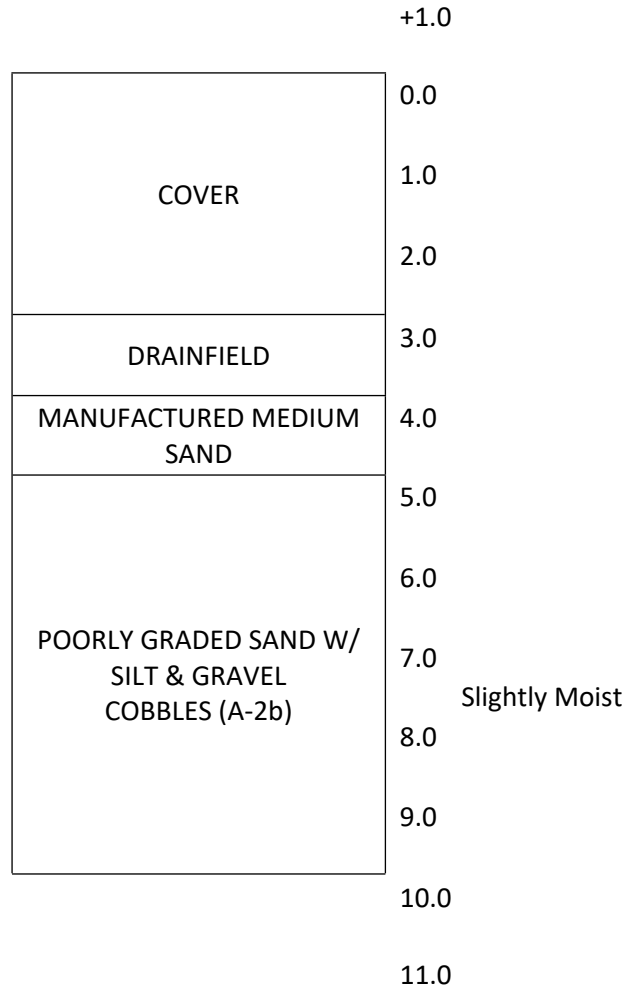 +1.0
0.0
1.0
COVER
2.0
3.0
DRAINFIELD
MANUFACTURED MEDIUM
SAND
4.0
5.0
6.0
POORLY GRADED SAND W/
SILT & GRAVEL
COBBLES (A-2b)
7.0
Slightly Moist
8.0
9.0
10.0
11.0